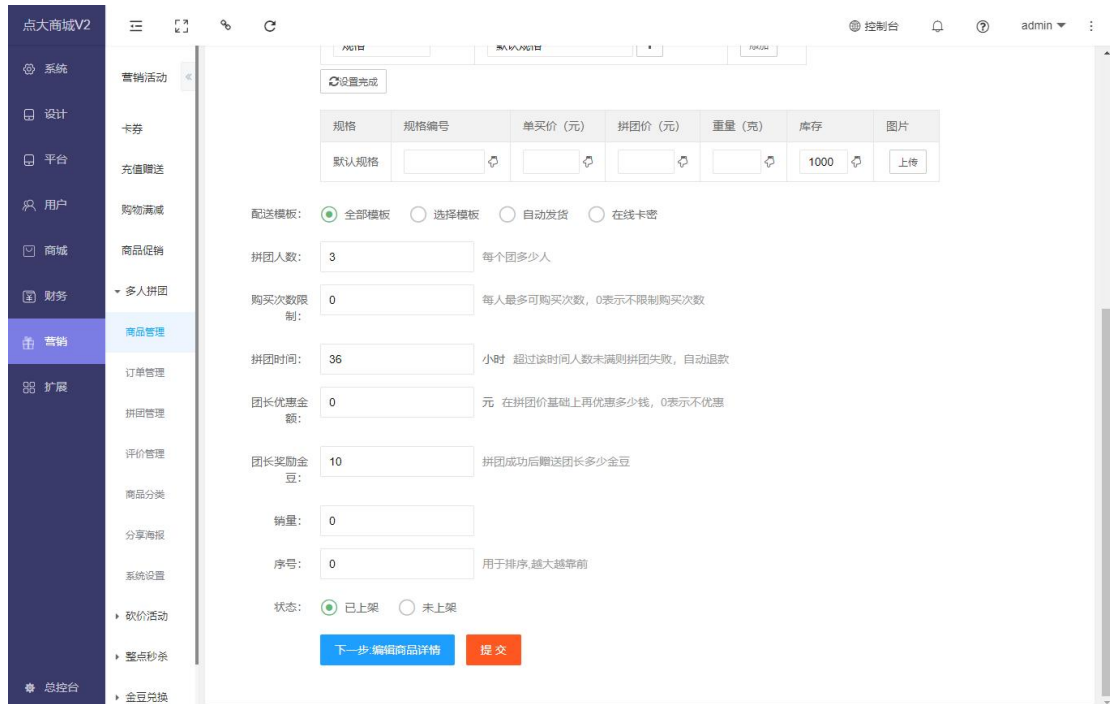 点大商城V2
控制台
admin
系统
设计
平台
用户
商城
财务
营销
扩展
总控台
营销活动
卡券
充值赠送
购物满减
商品促销
多人拼团
商品管理
订单管理
拼团管理
评价管理
商品分类
分享海报
系统设置
砍价活动
整点秒杀
金豆兑换
规格 默认规格 添加
设置完成
规格 规格编号 单买价（元） 拼团价（元） 重量（克） 库存 图片
默认规格 1000 上传
配送模板： 全部模板 选择模板 自动发货 在线卡密
拼团人数： 3 每个团多少人
购买次数限制： 0 每人最多可购买次数，0表示不限制购买次数
拼团时间： 36 小时 超过该时间人数未满则拼团失败，自动退款
团长优惠金额： 0 元 在拼团价基础上再优惠多少钱，0表示不优惠
团长奖励金豆： 10 拼团成功后赠送团长多少金豆
销量： 0
序号： 0 用于排序,越大越靠前
状态： 已上架 未上架
下一步:编辑商品详情 提交